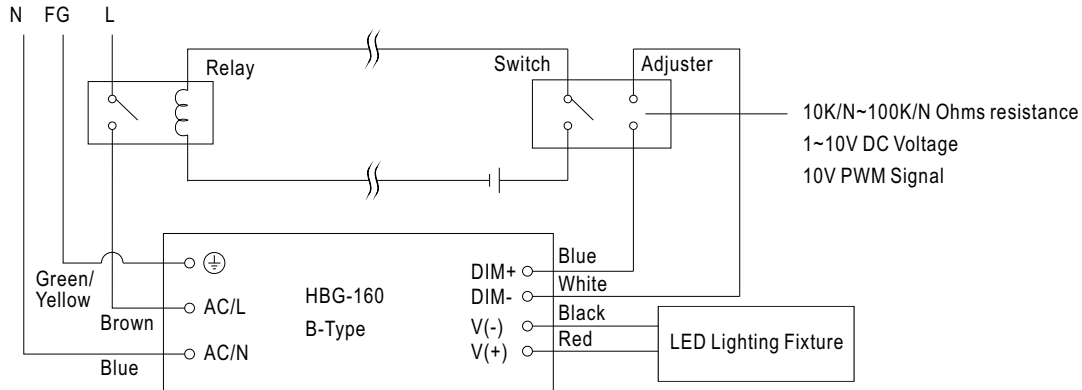 N FG L
Relay
Switch
Adjuster
10K/N~100K/N Ohms resistance
1~10V DC Voltage
10V PWM Signal
Green/
Yellow
Brown
Blue
AC/L
AC/N
HBG-160
B-Type
DIM+
DIM-
V(-)
V(+)
Blue
White
Black
Red
LED Lighting Fixture